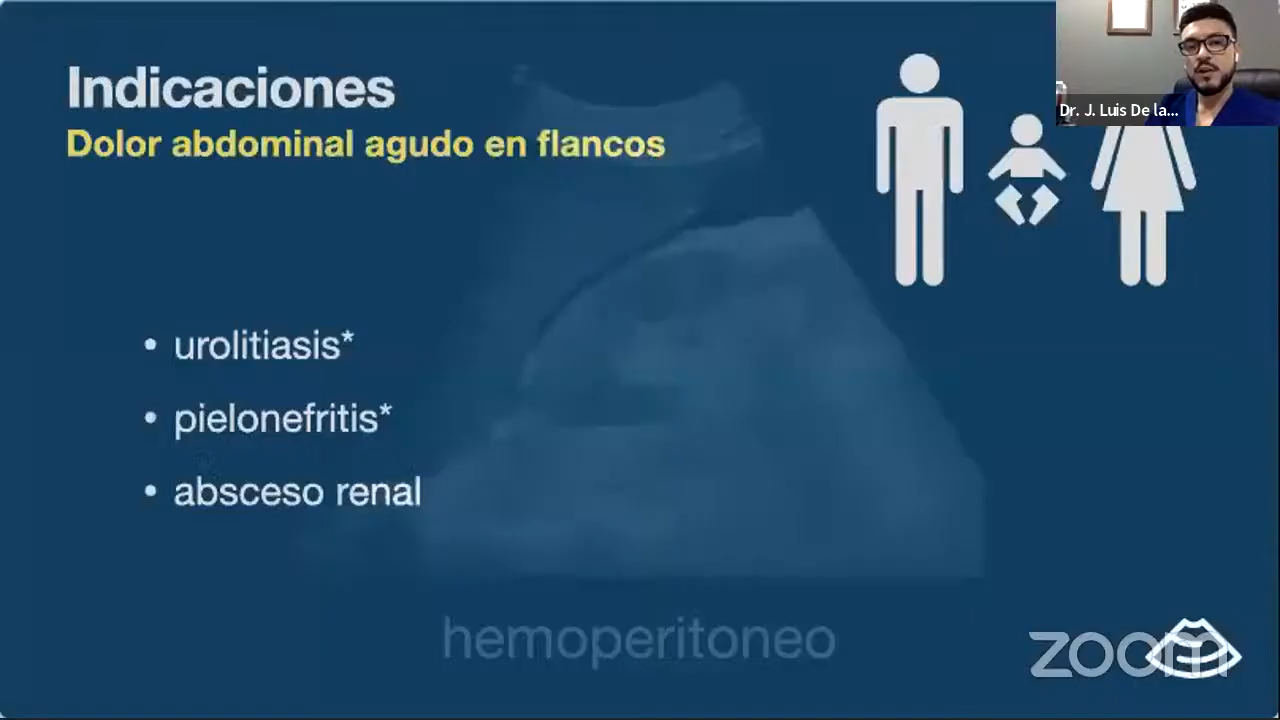 Indicaciones
Dolor abdominal agudo en flancos
Dr. J. Luis De la...
• urolitiasis*
• pielonefritis*
• absceso renal
hemoperitoneo
zoom